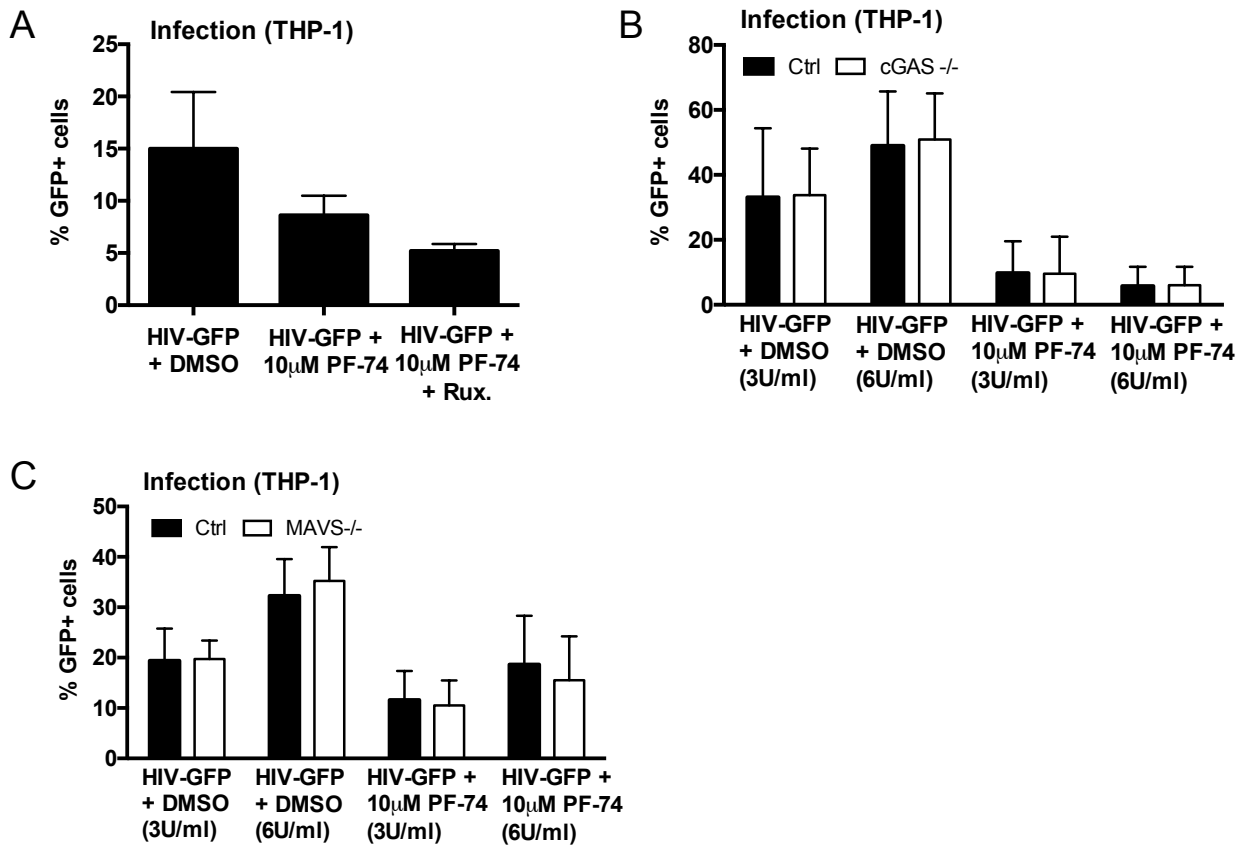 A
Infection (THP-1)
% GFP+ cells
25
20
15
10
5
0
HIV-GFP
+ DMSO
HIV-GFP +
10μM PF-74
HIV-GFP +
10μM PF-74
+ Rux.
B
Infection (THP-1)
Ctrl
cGAS -/-
% GFP+ cells
80
60
40
20
0
HIV-GFP
+ DMSO
(3U/ml)
HIV-GFP
+ DMSO
(6U/ml)
HIV-GFP +
10μM PF-74
(3U/ml)
HIV-GFP +
10μM PF-74
(6U/ml)
C
Infection (THP-1)
Ctrl
MAVS-/-
% GFP+ cells
50
40
30
20
10
0
HIV-GFP
+ DMSO
(3U/ml)
HIV-GFP
+ DMSO
(6U/ml)
HIV-GFP +
10μM PF-74
(3U/ml)
HIV-GFP +
10μM PF-74
(6U/ml)